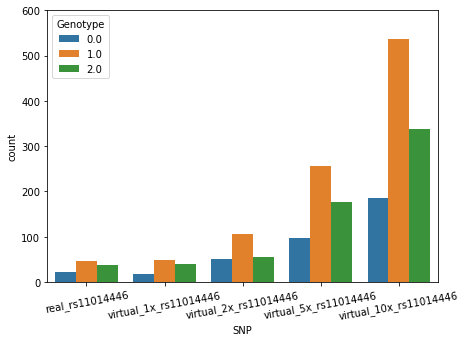 600
500
400
300
200
100
0
count
Genotype
0.0
1.0
2.0
real_rs11014446
virtual_1x_rs11014446
virtual_2x_rs11014446
virtual_5x_rs11014446
virtual_10x_rs11014446
SNP